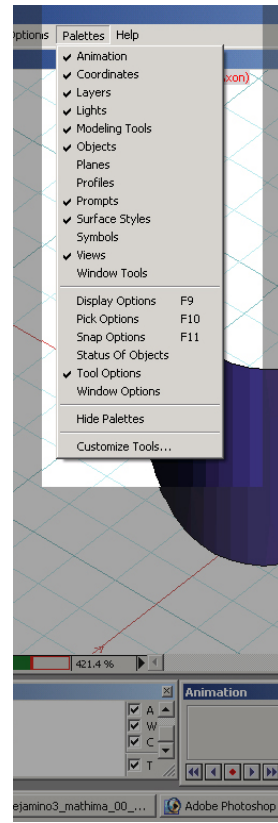 Options Palettes Help
Animation
Coordinates
xon)
Layers
Lights
Modeling Tools
Objects
Planes
Profiles
Prompts
Surface Styles
Symbols
Views
Window Tools
Display Options F9
Pick Options F10
Snap Options F11
Status Of Objects
Tool Options
Window Options
Hide Palettes
Customize Tools...
421.4 %
Animation
A
W
C
T
ejamino3_mathima_00_... Adobe Photoshop